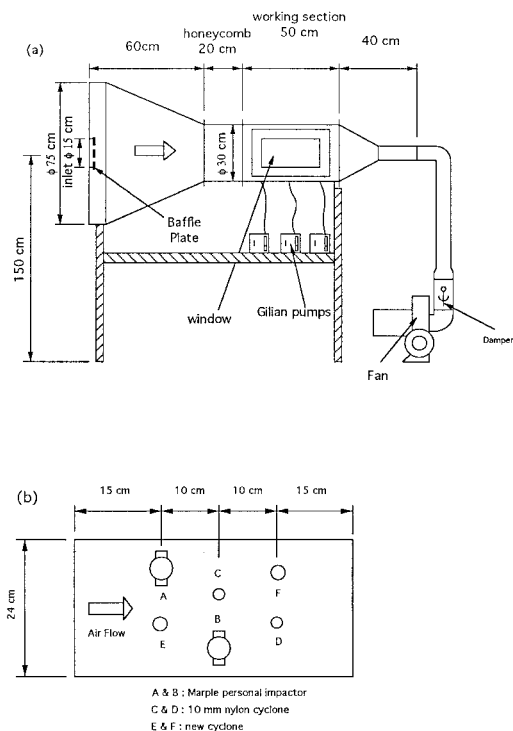 (a)
60cm
honeycomb
20 cm
working section
50 cm
40 cm
ϕ 75 cm
inlet ϕ 15 cm
ϕ 30 cm
150 cm
Baffle
Plate
window
Gilian pumps
Damper
Fan
(b)
15 cm
10 cm
10 cm
15 cm
24 cm
Air Flow
A
C
F
E
B
D
A & B ; Marple personal impactor
C & D : 10 mm nylon cyclone
E & F : new cyclone